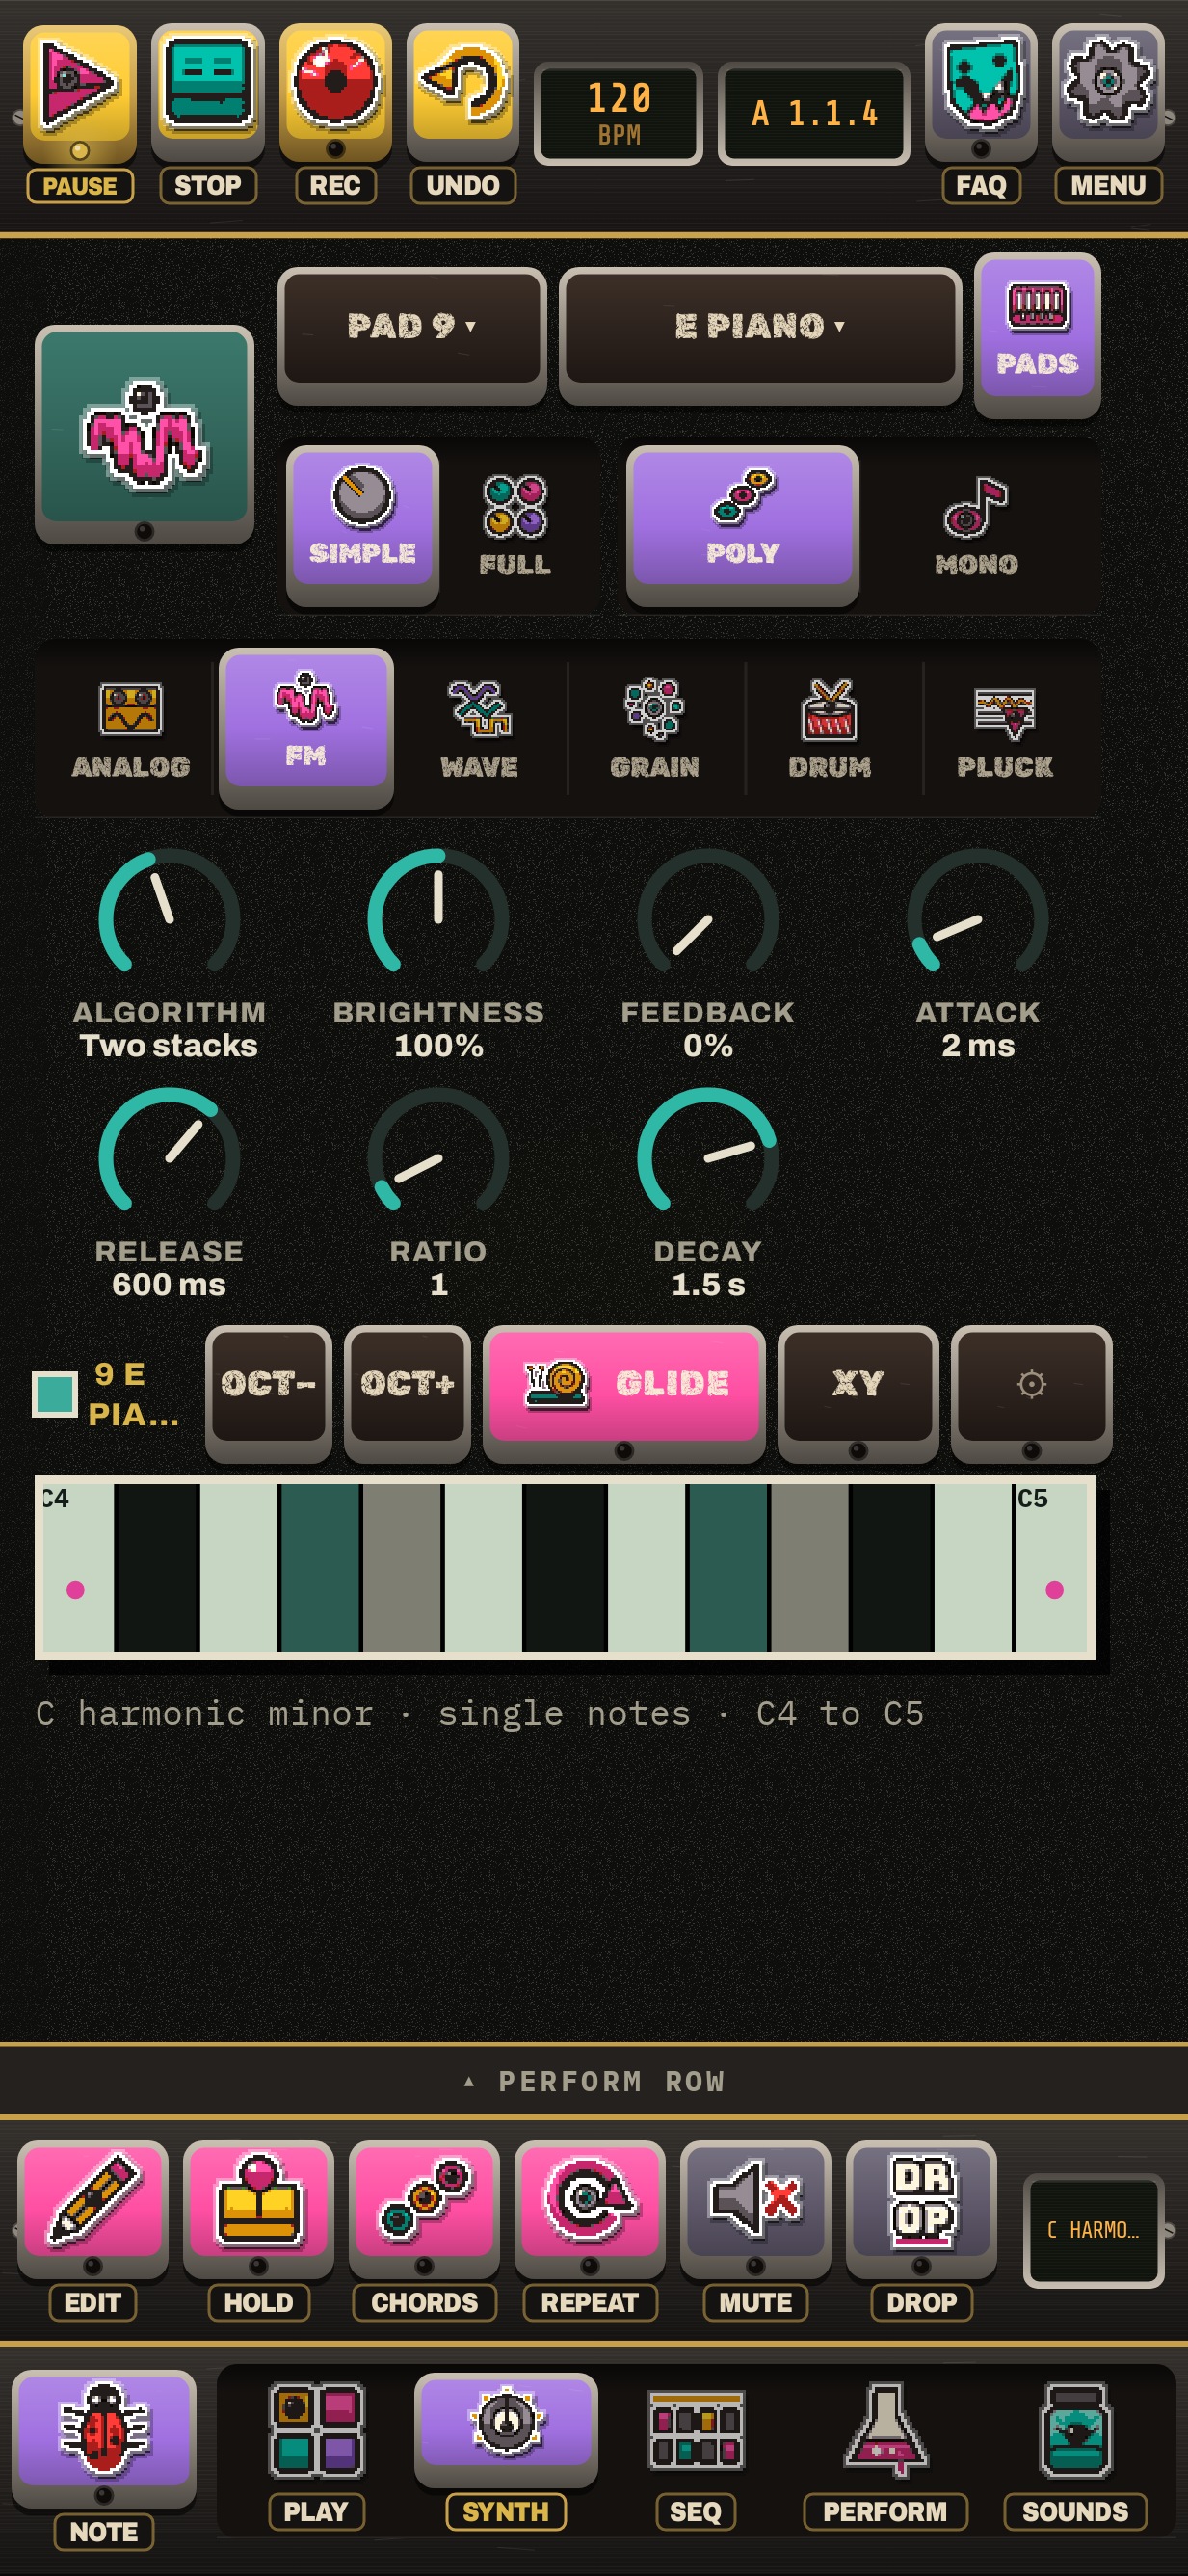 120
BPM
A 1.1.4
PAUSE
STOP
REC
UNDO
FAQ
MENU
PAD 9 ▾
E PIANO ▾
PADS
SIMPLE
FULL
POLY
MONO
ANALOG
FM
WAVE
GRAIN
DRUM
PLUCK
ALGORITHM
Two stacks
BRIGHTNESS
100%
FEEDBACK
0%
ATTACK
2 ms
RELEASE
600 ms
RATIO
1
DECAY
1.5 s
9 E
PIA...
OCT-
OCT+
GLIDE
XY
C4
C5
C harmonic minor · single notes · C4 to C5
▴ PERFORM ROW
DR
OP
C HARMO…
EDIT
HOLD
CHORDS
REPEAT
MUTE
DROP
NOTE
PLAY
SYNTH
SEQ
PERFORM
SOUNDS